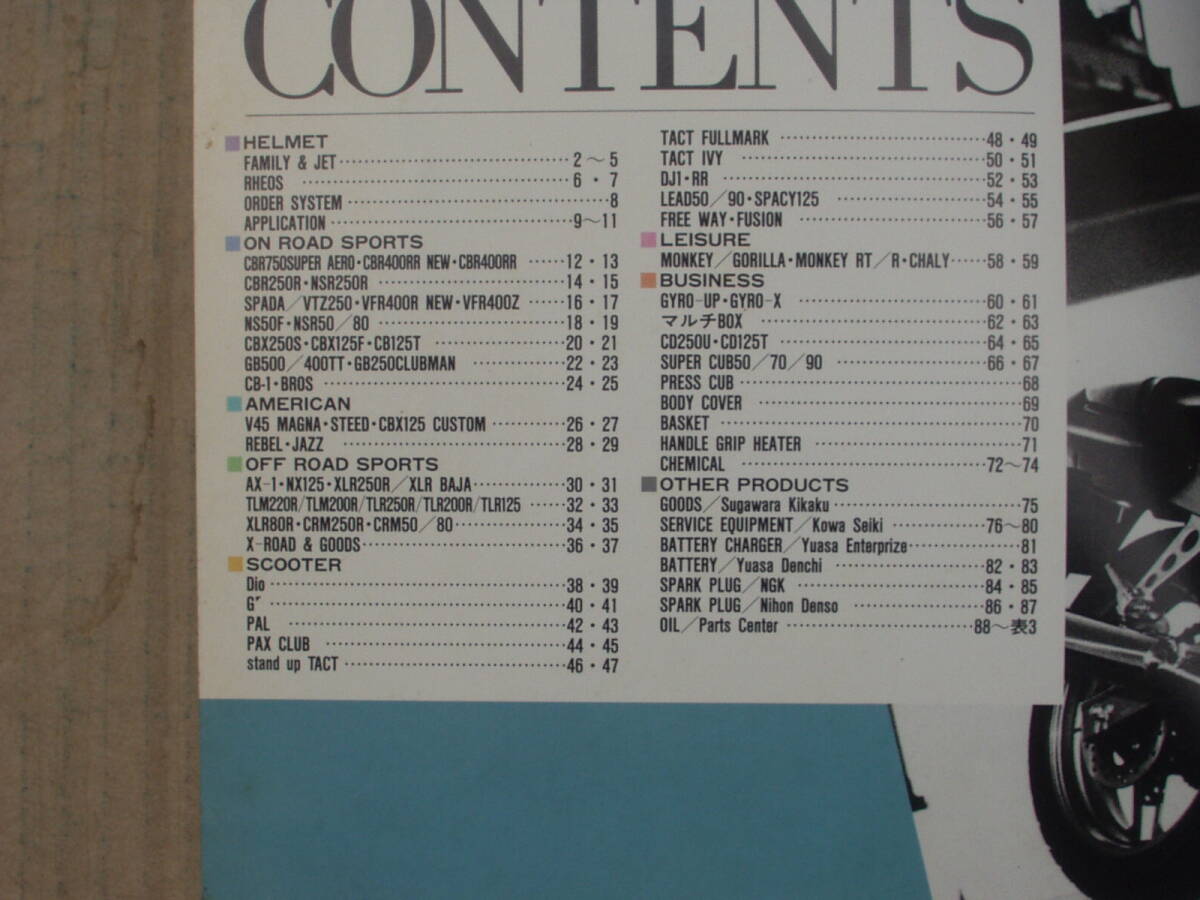 CONTENTS
HELMET
FAMILY & JET 2~5
RHEOS 6・7
ORDER SYSTEM 8
APPLICATION 9~11
ON ROAD SPORTS
CBR750SUPER AERO・CBR400RR NEW・CBR400RR 12・13
CBR250R・NSR250R 14・15
SPADA/VTZ250・VFR400R NEW・VFR400Z 16・17
NS50F・NSR50/80 18・19
CBX250S・CBX125F・CB125T 20・21
GB500/400TT・GB250CLUBMAN 22・23
CB-1・BROS 24・25
AMERICAN
V45 MAGNA・STEED・CBX125 CUSTOM 26・27
REBEL・JAZZ 28・29
OFF ROAD SPORTS
AX-1・NX125・XLR250R/XLR BAJA 30・31
TLM220R/TLM200R/TLR250R/TLR200R/TLR125 32・33
XLR80R・CRM250R・CRM50/80 34・35
X-ROAD & GOODS 36・37
SCOOTER
Dio 38・39
G' 40・41
PAL 42・43
PAX CLUB 44・45
stand up TACT 46・47
TACT FULLMARK 48・49
TACT IVY 50・51
DJ1・RR 52・53
LEAD50/90・SPACY125 54・55
FREE WAY・FUSION 56・57
LEISURE
MONKEY/GORILLA・MONKEY RT/R・CHALY 58・59
BUSINESS
GYRO-UP・GYRO-X 60・61
マルチBOX 62・63
CD250U・CD125T 64・65
SUPER CUB50/70/90 66・67
PRESS CUB 68
BODY COVER 69
BASKET 70
HANDLE GRIP HEATER 71
CHEMICAL 72~74
OTHER PRODUCTS
GOODS/Sugawara Kikaku 75
SERVICE EQUIPMENT/Kowa Seiki 76~80
BATTERY CHARGER/Yuasa Enterprize 81
BATTERY/Yuasa Denchi 82・83
SPARK PLUG/NGK 84・85
SPARK PLUG/Nihon Denso 86・87
OIL/Parts Center 88~表3